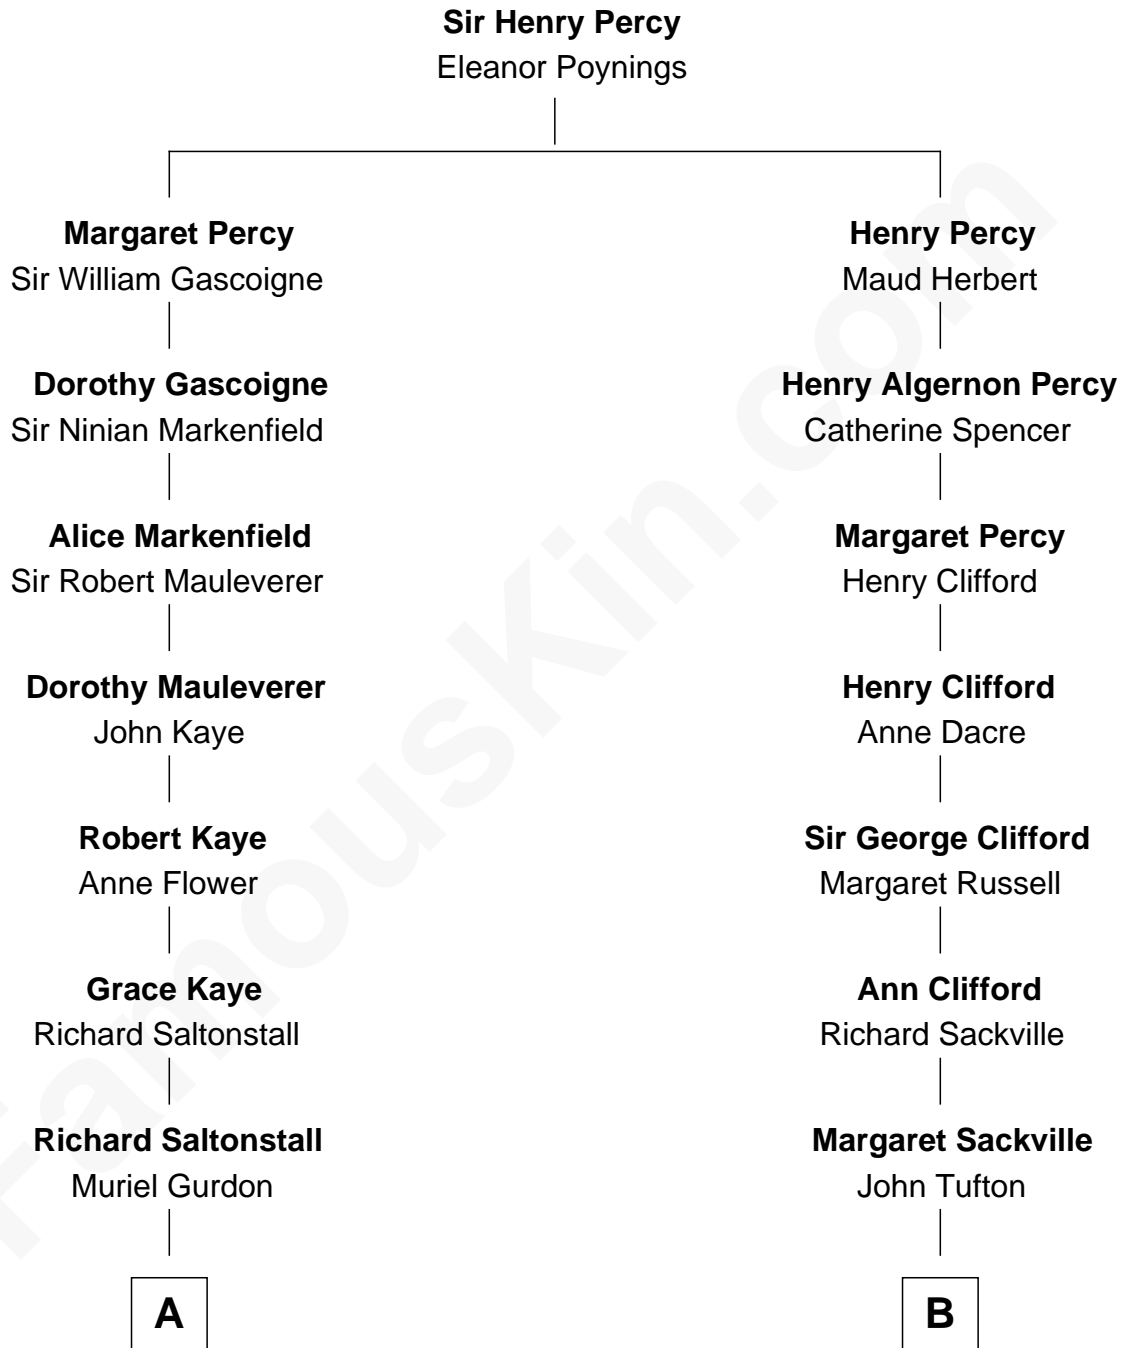 Sir Henry Percy
Eleanor Poynings
Margaret Percy
Sir William Gascoigne
Henry Percy
Maud Herbert
Dorothy Gascoigne
Sir Ninian Markenfield
Henry Algernon Percy
Catherine Spencer
Alice Markenfield
Sir Robert Mauleverer
Margaret Percy
Henry Clifford
Dorothy Mauleverer
John Kaye
Henry Clifford
Anne Dacre
Robert Kaye
Anne Flower
Sir George Clifford
Margaret Russell
Grace Kaye
Richard Saltonstall
Ann Clifford
Richard Sackville
Richard Saltonstall
Muriel Gurdon
Margaret Sackville
John Tufton
A
B
FamousKin.com